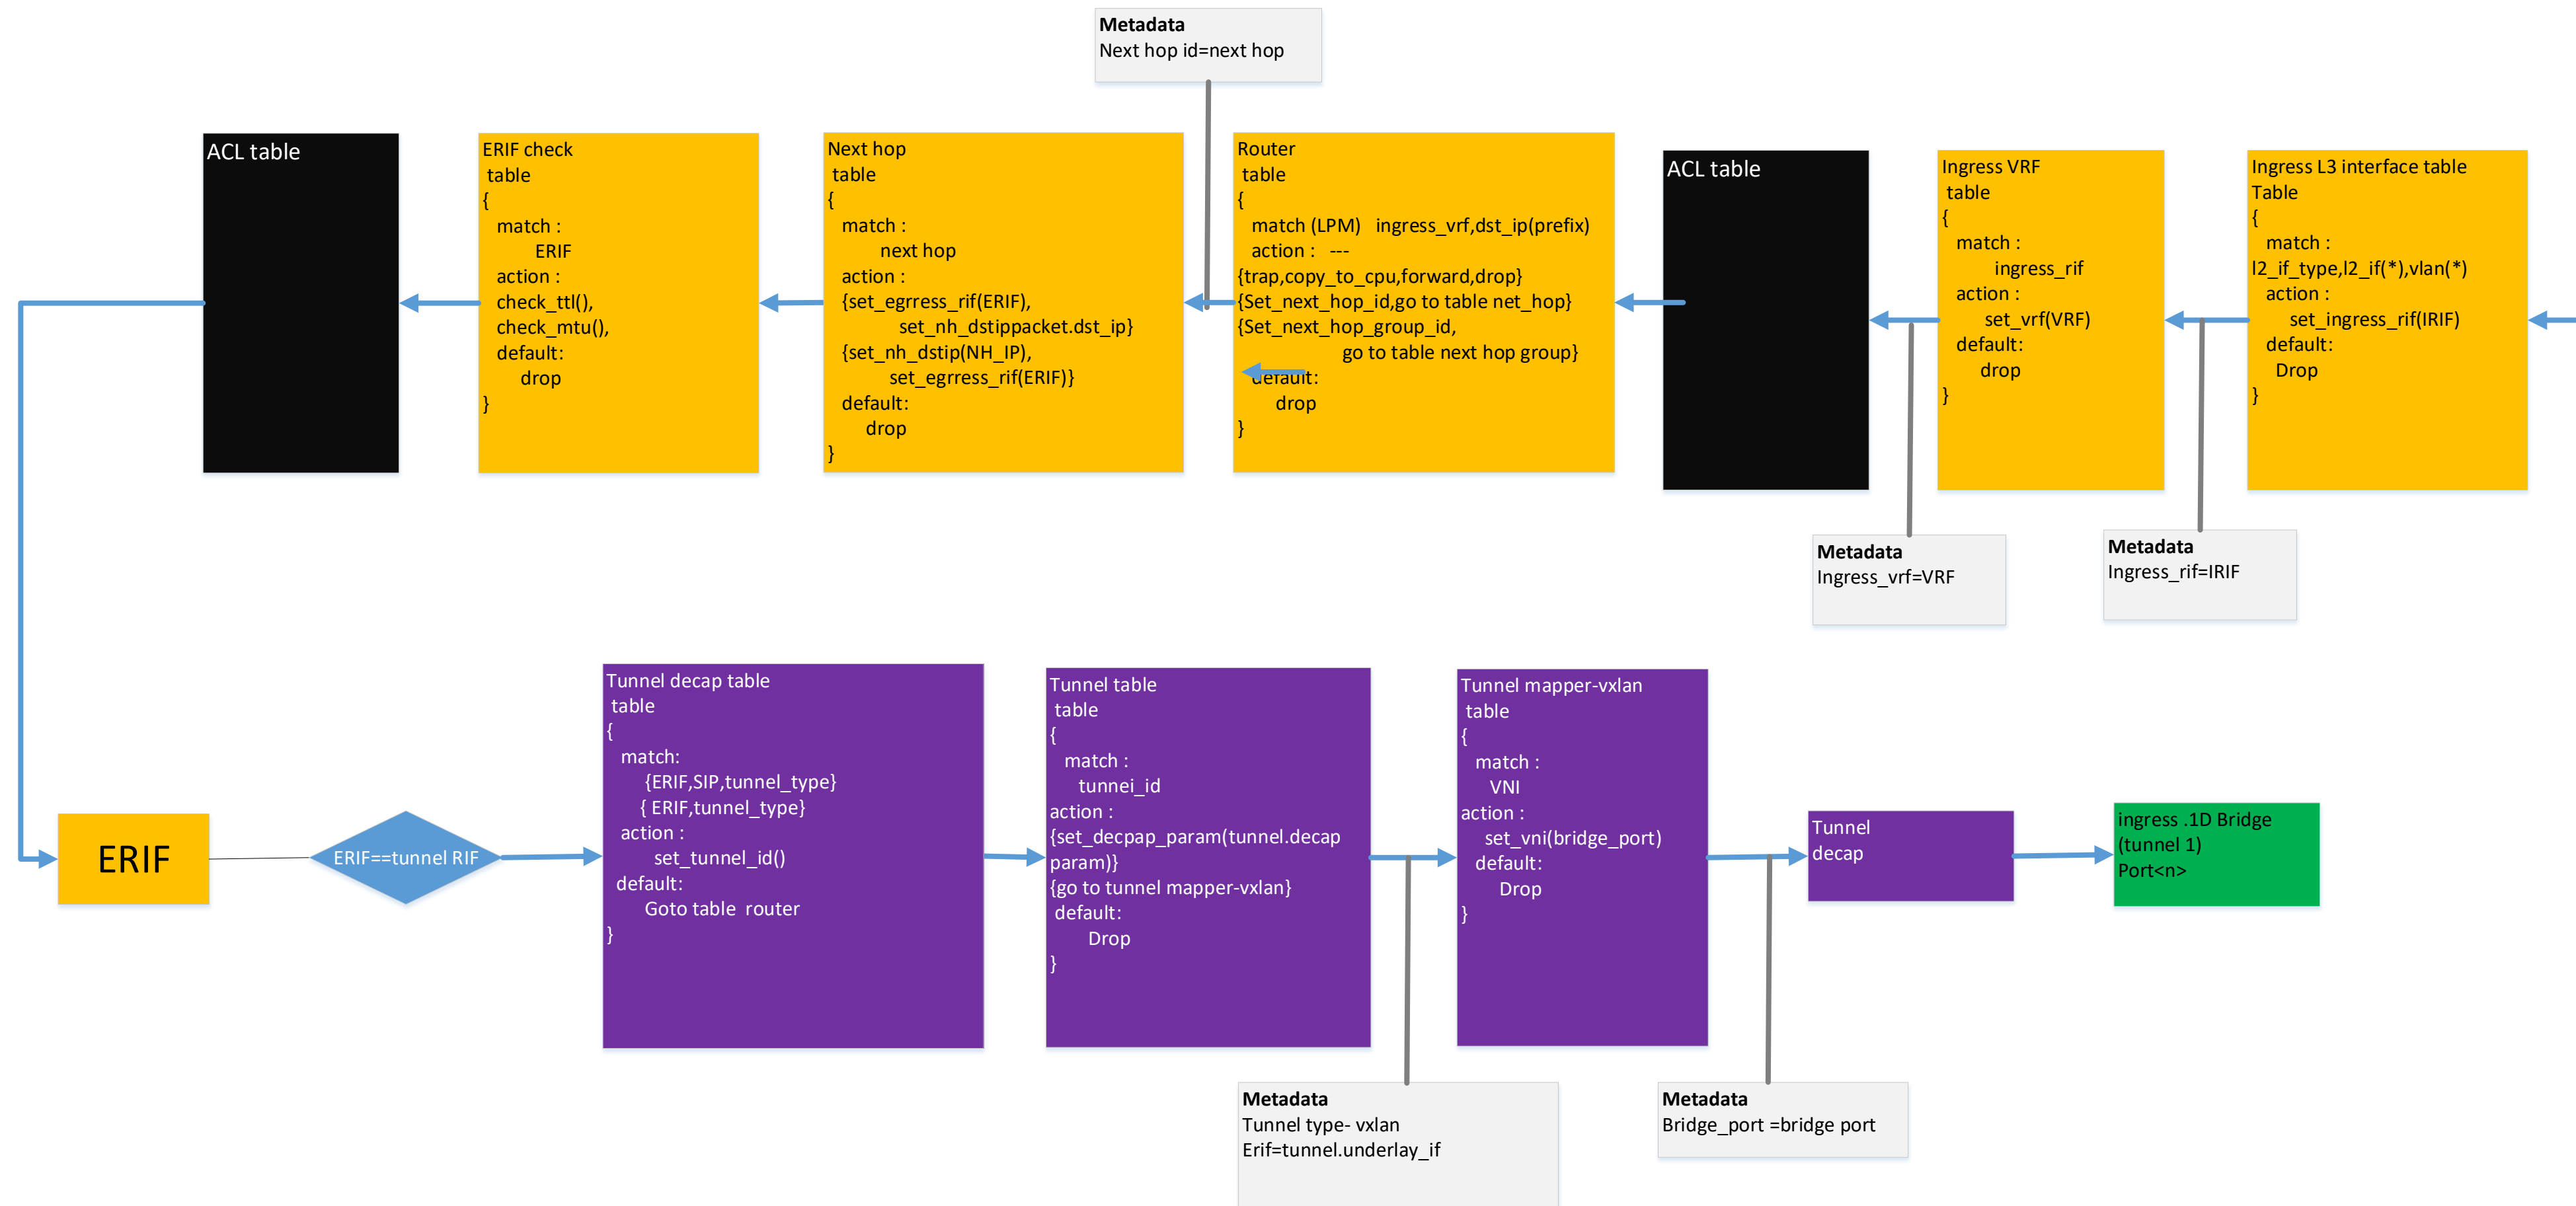 Metadata
Next hop id=next hop
ACL table
ERIF check
table
{
match :
ERIF
action :
check_ttl(),
check_mtu(),
default:
drop
}
Next hop
table
{
match :
next hop
action :
{set_egrress_rif(ERIF),
set_nh_dstippacket.dst_ip}
{set_nh_dstip(NH_IP),
set_egrress_rif(ERIF)}
default:
drop
}
Router
table
{
match (LPM) ingress_vrf,dst_ip(prefix)
action : ---
{trap,copy_to_cpu,forward,drop}
{Set_next_hop_id,go to table net_hop}
{Set_next_hop_group_id,
go to table next hop group}
default:
drop
}
ACL table
Ingress VRF
table
{
match :
ingress_rif
action :
set_vrf(VRF)
default:
drop
}
Ingress L3 interface table
Table
{
match :
l2_if_type,l2_if(*),vlan(*)
action :
set_ingress_rif(IRIF)
default:
Drop
}
Metadata
Ingress_vrf=VRF
Metadata
Ingress_rif=IRIF
ERIF
ERIF==tunnel RIF
Tunnel decap table
table
{
match:
{ERIF,SIP,tunnel_type}
{ ERIF,tunnel_type}
action :
set_tunnel_id()
default:
Goto table router
}
Tunnel table
table
{
match :
tunnei_id
action :
{set_decpap_param(tunnel.decap
param)}
{go to tunnel mapper-vxlan}
default:
Drop
}
Tunnel mapper-vxlan
table
{
match :
VNI
action :
set_vni(bridge_port)
default:
Drop
}
Tunnel
decap
ingress .1D Bridge
(tunnel 1)
Port<n>
Metadata
Tunnel type- vxlan
Erif=tunnel.underlay_if
Metadata
Bridge_port =bridge port